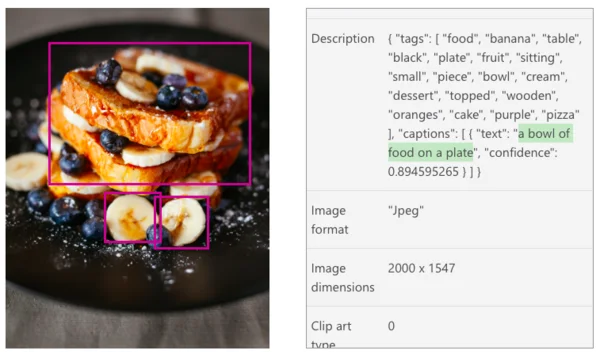 Description
{ "tags": [ "food", "banana", "table",
"black", "plate", "fruit", "sitting",
"small", "piece", "bowl", "cream",
"dessert", "topped", "wooden",
"oranges", "cake", "purple", "pizza"
], "captions": [ { "text": "a bowl of
food on a plate", "confidence":
0.894595265 } ] }
Image
format
"Jpeg"
Image
dimensions
2000 x 1547
Clip art
type
0